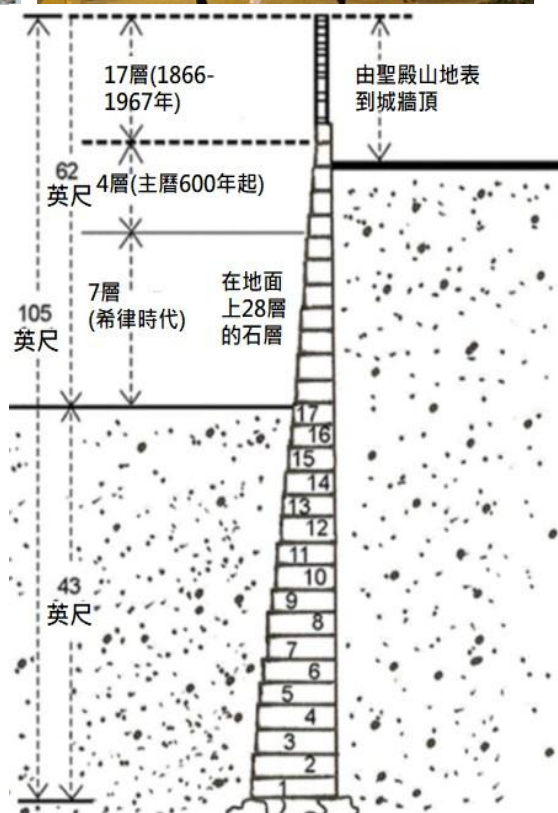 17層(1866-
1967年)
由聖殿山地表
到城牆頂
62
英尺
4層(主曆600年起)
7層
(希律時代)
在地面
上28層
的石層
105
英尺
17
16
15
14
13
12
11
10
9
8
7
6
5
4
3
2
1
43
英尺